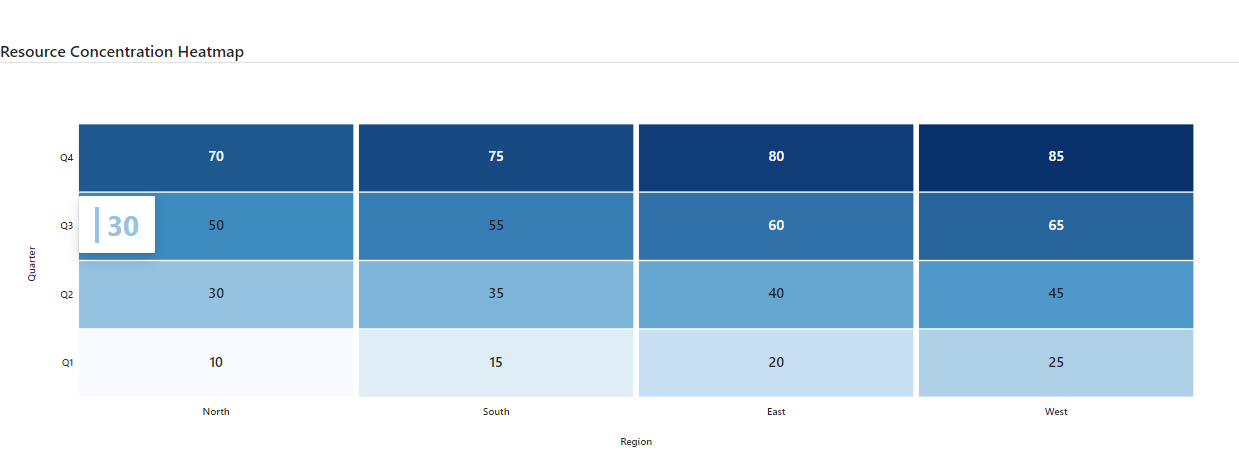 Resource Concentration Heatmap
Q4 70 75 80 85
Q3 30 50 55 60 65
Quarter
Q2 30 35 40 45
Q1 10 15 20 25
North South East West
Region